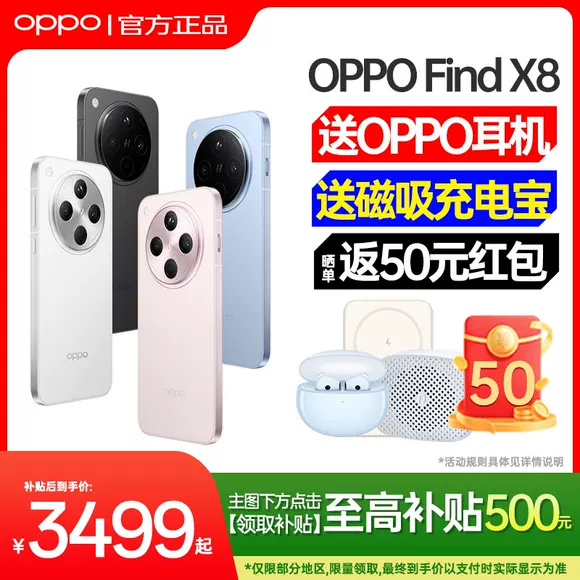 oppo | 官方正品
OPPO Find X8
送OPPO耳机
送磁吸充电宝
晒单 返50元红包
oppo
oppo
50
*活动规则具体见详情说明
补贴后到手价:
¥3499起
主图下方点击
【领取补贴】
至高补贴500元
*仅限部分地区,限量领取,最终到手价以支付时实际显示为准